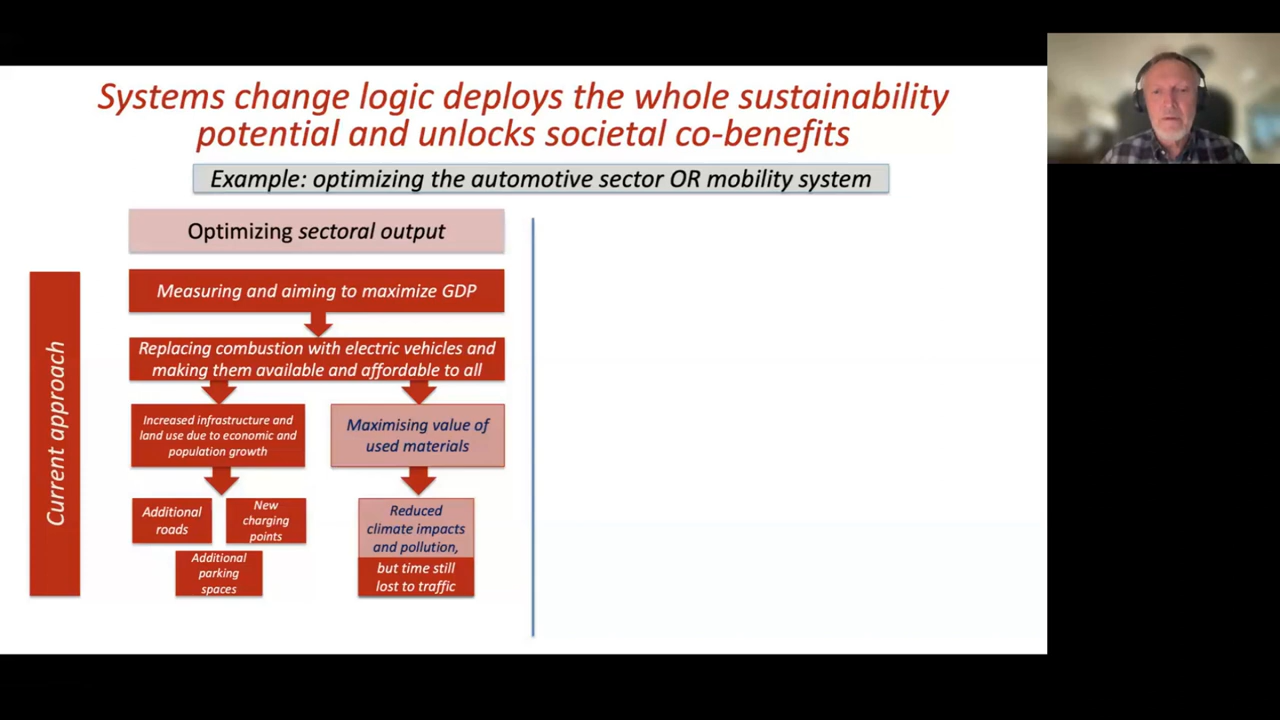 Systems change logic deploys the whole sustainability
potential and unlocks societal co-benefits
Example: optimizing the automotive sector OR mobility system
Optimizing sectoral output
Current approach
Measuring and aiming to maximize GDP
Replacing combustion with electric vehicles and
making them available and affordable to all
Increased infrastructure and
land use due to economic and
population growth
Maximising value of
used materials
Additional
roads
New
charging
points
Additional
parking
spaces
Reduced
climate impacts
and pollution,
but time still
lost to traffic